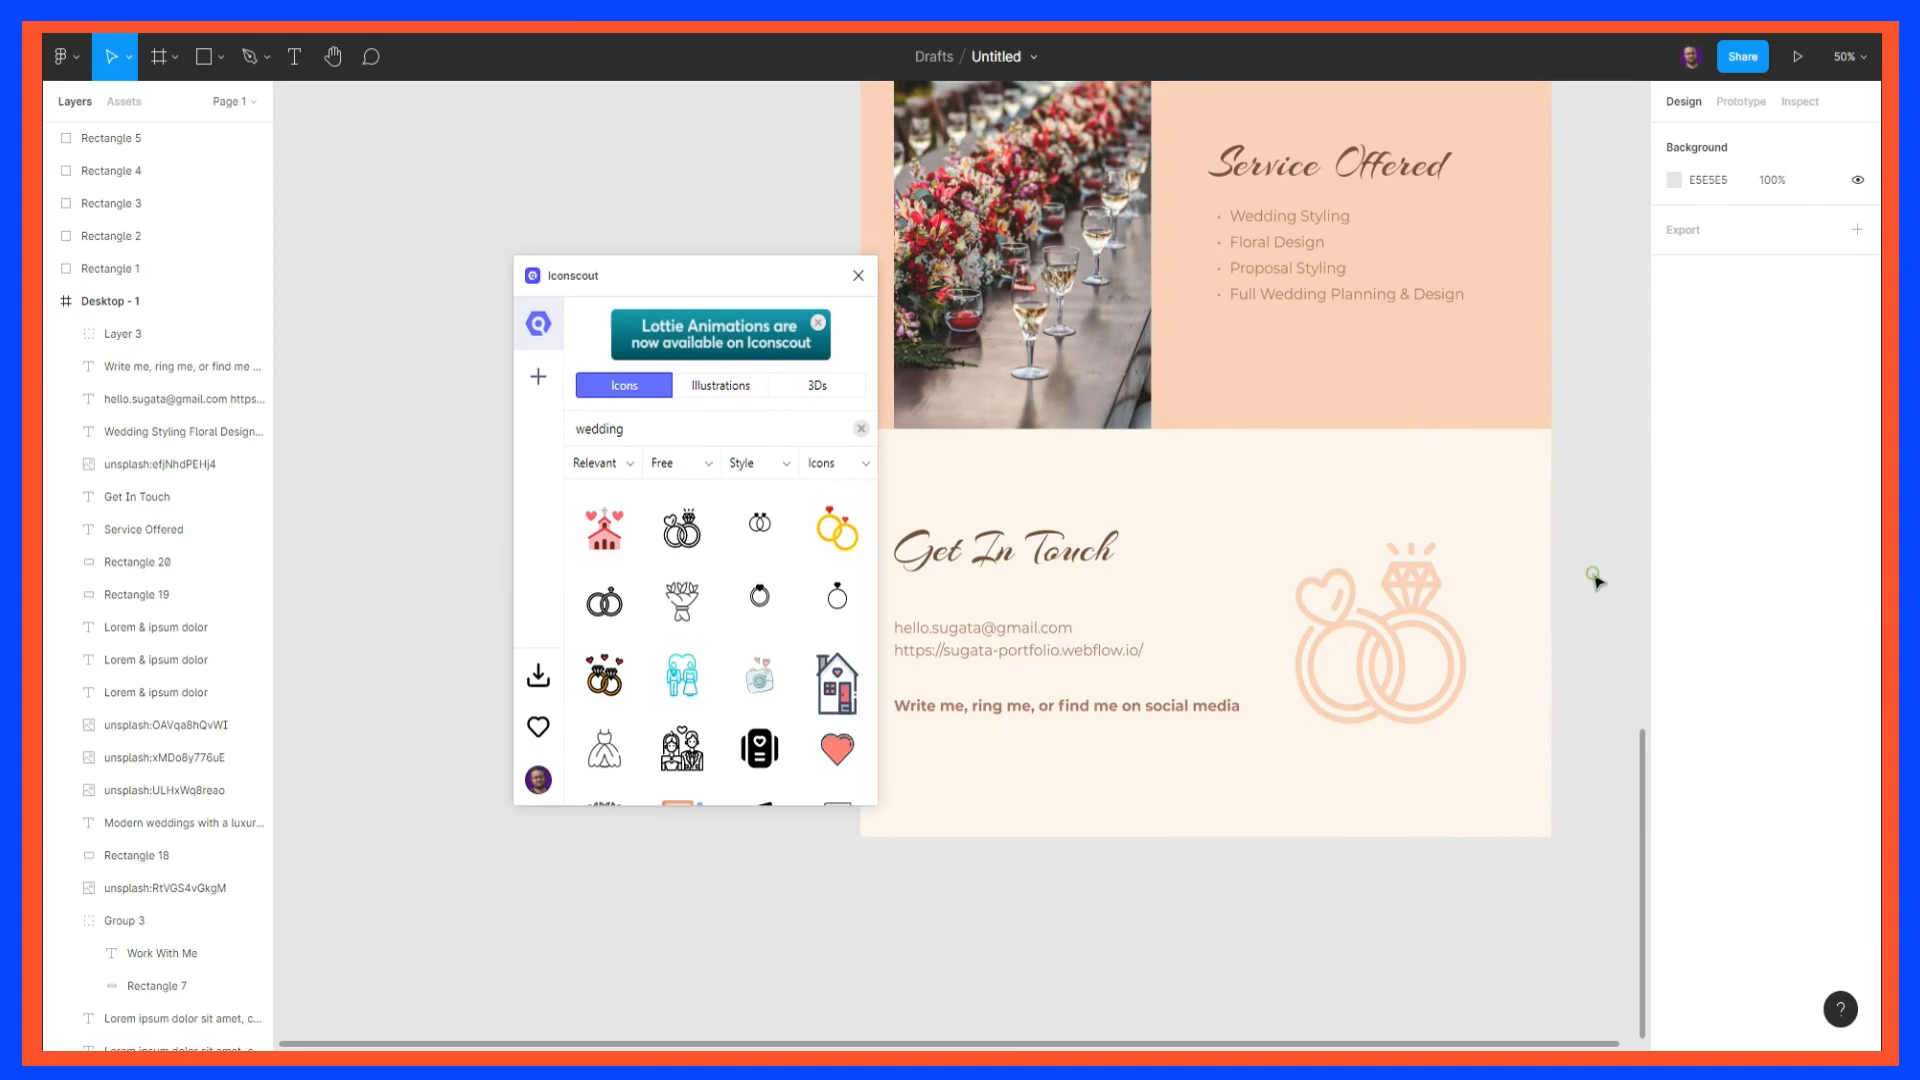 Drafts / Untitled
Share
50%
Layers
Assets
Page 1
Rectangle 5
Rectangle 4
Rectangle 3
Rectangle 2
Rectangle 1
Desktop - 1
Layer 3
Write me, ring me, or find me ...
hello.sugata@gmail.com https...
Wedding Styling Floral Design...
unsplash:efjNhdPEHj4
Get In Touch
Service Offered
Rectangle 20
Rectangle 19
Lorem & ipsum dolor
Lorem & ipsum dolor
Lorem & ipsum dolor
unsplash:OAVqa8hQvWI
unsplash:xMDo8y776uE
unsplash:ULHxWq8reao
Modern weddings with a luxur...
Rectangle 18
unsplash:RtVGS4vGkgM
Group 3
Work With Me
Rectangle 7
Lorem ipsum dolor sit amet, c...
Iconscout
Lottie Animations are
now available on Iconscout
Icons
Illustrations
3Ds
wedding
Relevant
Free
Style
Icons
Service Offered
• Wedding Styling
• Floral Design
• Proposal Styling
• Full Wedding Planning & Design
Get In Touch
hello.sugata@gmail.com
https://sugata-portfolio.webflow.io/
Write me, ring me, or find me on social media
Design
Prototype
Inspect
Background
E5E5E5
100%
Export
?